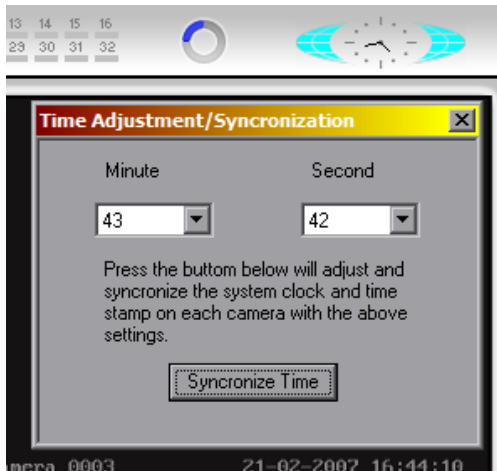 13 14 15 16
29 30 31 32
Time Adjustment/Syncronization
Minute Second
43 42
Press the buttom below will adjust and
syncronize the system clock and time
stamp on each camera with the above
settings.
Syncronize Time
mera 0003 21-02-2007 16:44:10